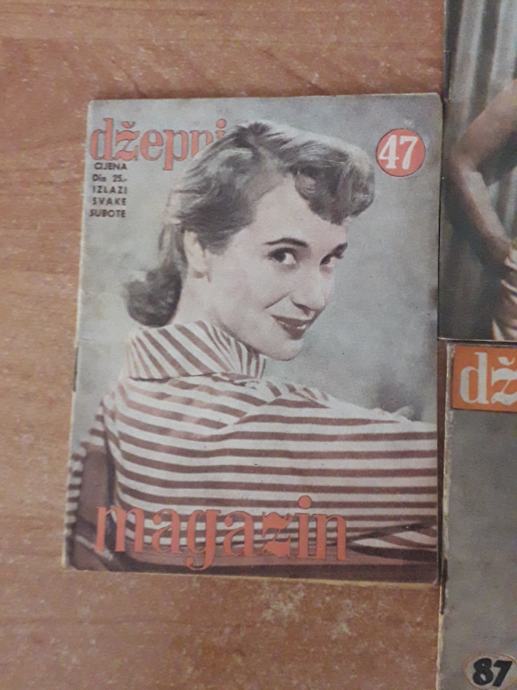 džepni
47
CIJENA
Din 25.-
IZLAZI
SVAKE
SUBOTE
magazin
dž
87